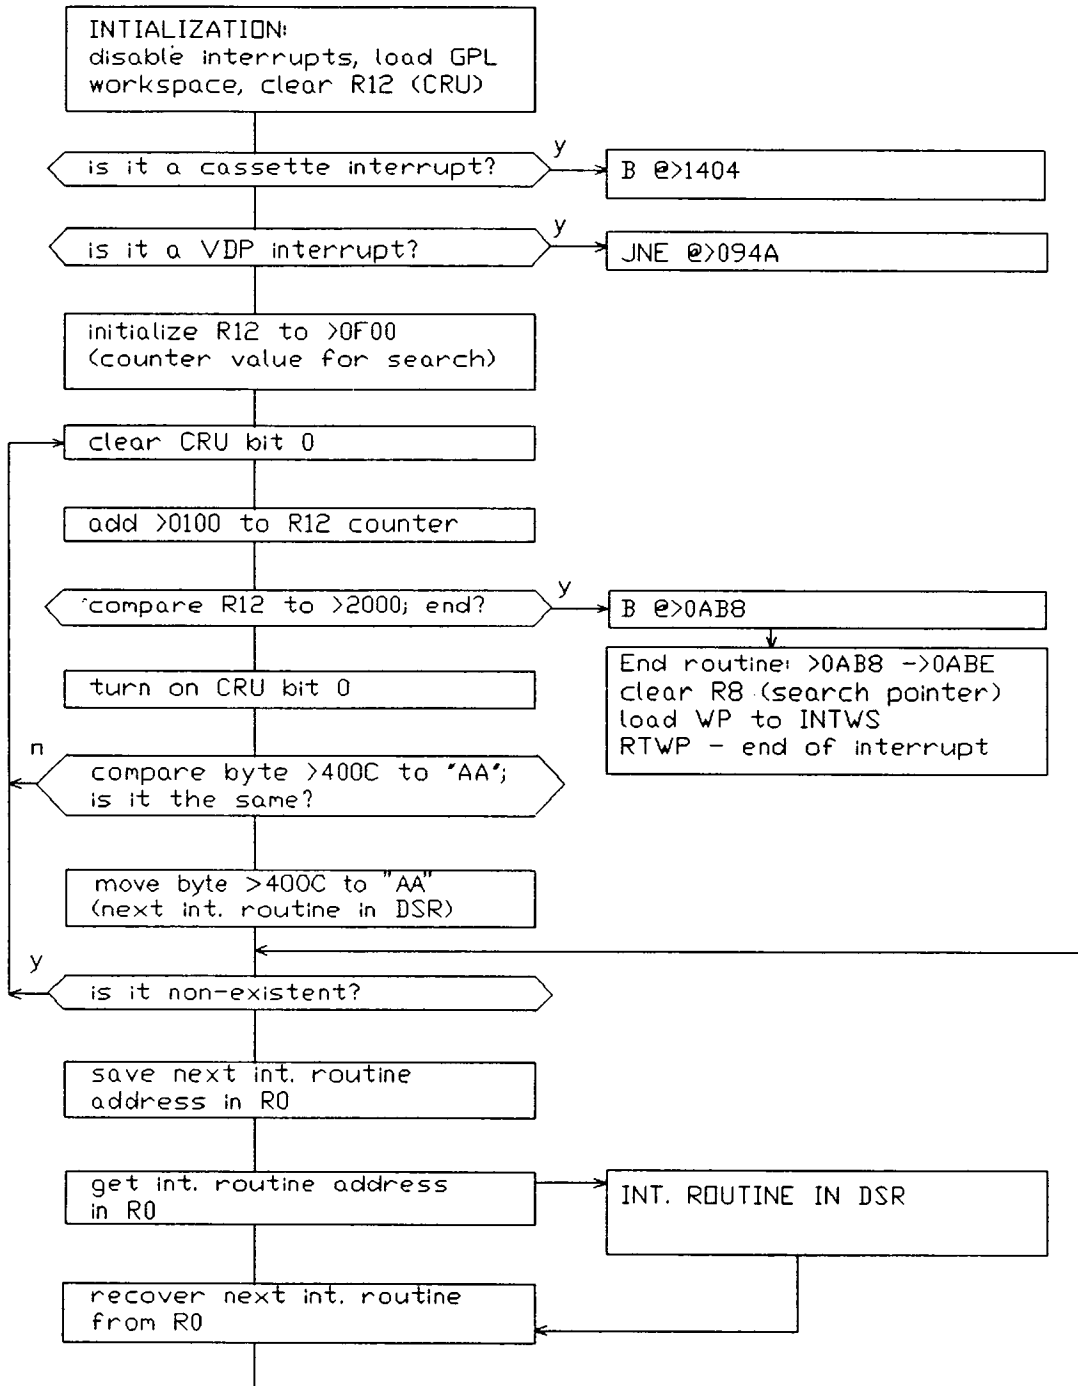 INTIALIZATION:
disable interrupts, load GPL
workspace, clear R12 (CRU)
is it a cassette interrupt?
y
B @>1404
is it a VDP interrupt?
y
JNE @>094A
initialize R12 to >0F00
(counter value for search)
clear CRU bit 0
add >0100 to R12 counter
compare R12 to >2000; end?
y
B @>0AB8
End routine: >0AB8 ->0ABE
clear R8 (search pointer)
load WP to INTWS
RTWP - end of interrupt
turn on CRU bit 0
n
compare byte >400C to "AA";
is it the same?
move byte >400C to "AA"
(next int. routine in DSR)
y
is it non-existent?
save next int. routine
address in R0
get int. routine address
in R0
INT. ROUTINE IN DSR
recover next int. routine
from R0